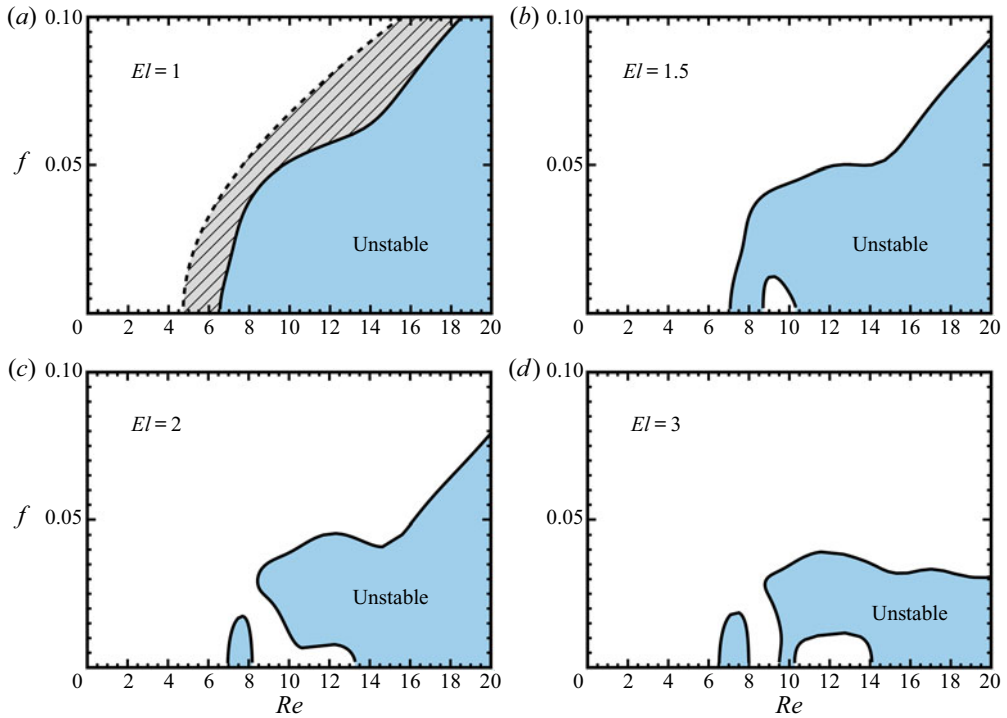 (a) 0.10 (b) 0.10
El = 1 El = 1.5
f 0.05 0.05
Unstable Unstable
0 2 4 6 8 10 12 14 16 18 20 0 2 4 6 8 10 12 14 16 18 20
(c) 0.10 (d) 0.10
El = 2 El = 3
f 0.05 0.05
Unstable Unstable
0 2 4 6 8 10 12 14 16 18 20 0 2 4 6 8 10 12 14 16 18 20
Re Re